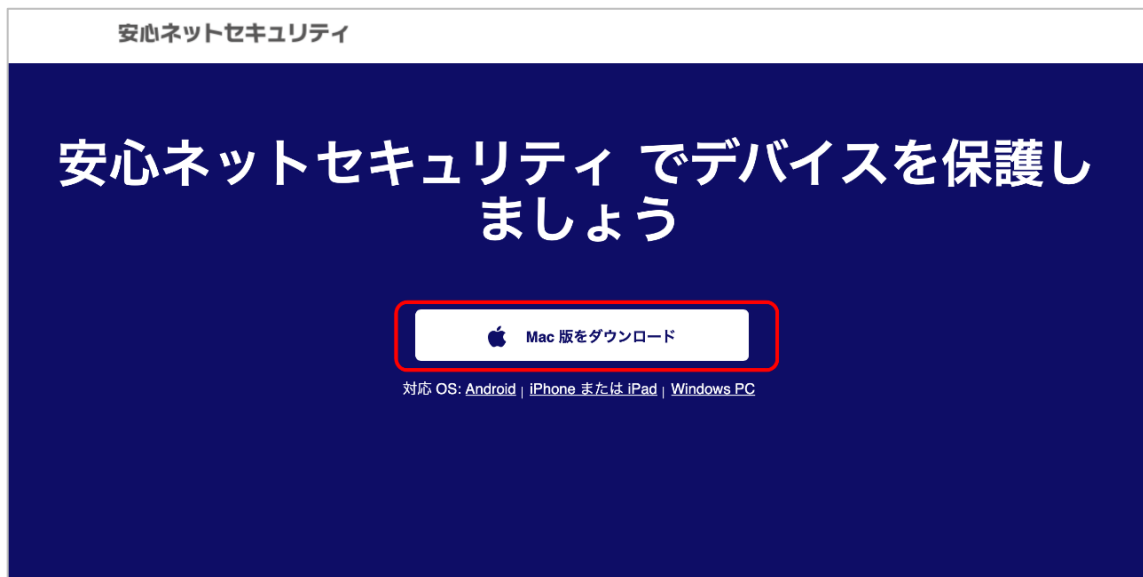 安心ネットセキュリティ
安心ネットセキュリティ でデバイスを保護し
ましょう
Mac 版をダウンロード
対応 OS: Android | iPhone または iPad | Windows PC